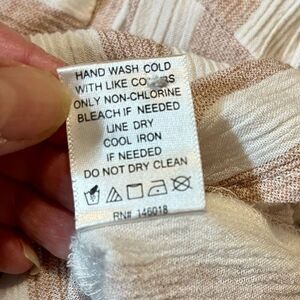 HAND WASH COLD
WITH LIKE COLORS
ONLY NON-CHLORINE
BLEACH IF NEEDED
LINE DRY
COOL IRON
IF NEEDED
DO NOT DRY CLEAN
RN# 146018